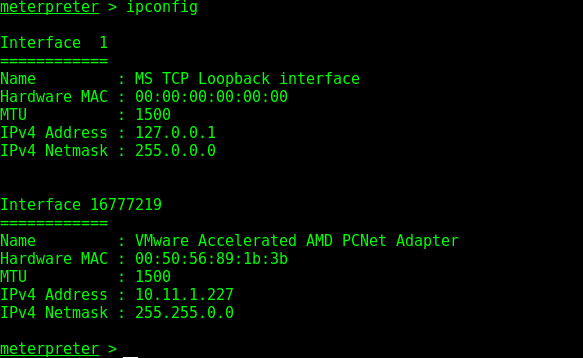 meterpreter > ipconfig
Interface  1
============
Name         : MS TCP Loopback interface
Hardware MAC : 00:00:00:00:00:00
MTU          : 1500
IPv4 Address : 127.0.0.1
IPv4 Netmask : 255.0.0.0
Interface 16777219
============
Name         : VMware Accelerated AMD PCNet Adapter
Hardware MAC : 00:50:56:89:1b:3b
MTU          : 1500
IPv4 Address : 10.11.1.227
IPv4 Netmask : 255.255.0.0
meterpreter >